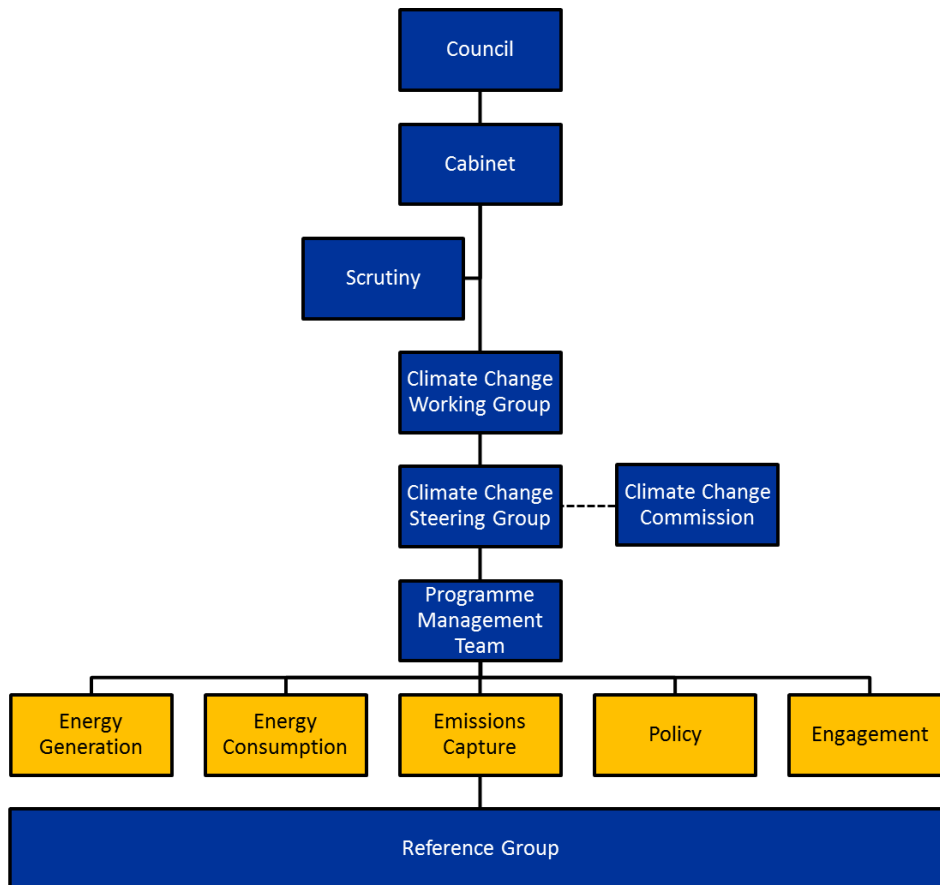 Council
Cabinet
Scrutiny
Climate Change
Working Group
Climate Change
Steering Group
Climate Change
Commission
Programme
Management
Team
Energy
Generation
Energy
Consumption
Emissions
Capture
Policy
Engagement
Reference Group